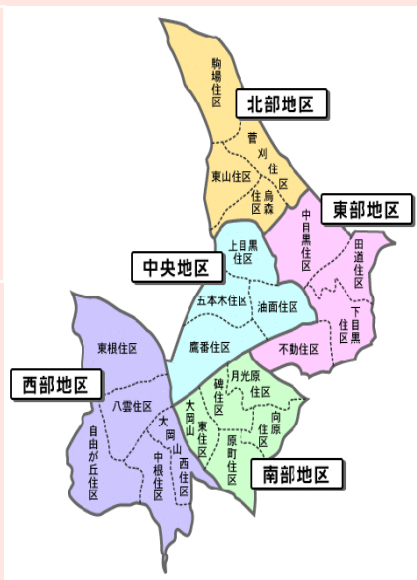 駒場住区
北部地区
菅刈住区
東山住区
烏森住区
東部地区
中目黒住区
田道住区
上目黒住区
中央地区
五本木住区
油面住区
下目黒住区
東根住区
鷹番住区
不動住区
月光原住区
西部地区
八雲住区
碑住区
向原住区
大岡山東住区
大岡山西住区
自由が丘住区
中根住区
原町住区
南部地区